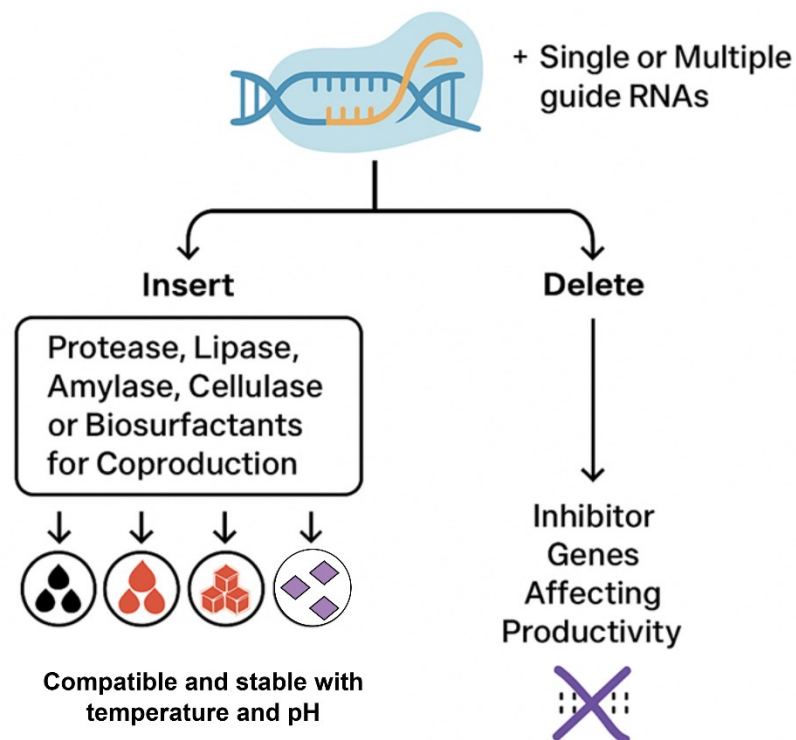 + Single or Multiple
guide RNAs
Insert
Delete
Protease, Lipase,
Amylase, Cellulase
or Biosurfactants
for Coproduction
Inhibitor
Genes
Affecting
Productivity
Compatible and stable with
temperature and pH